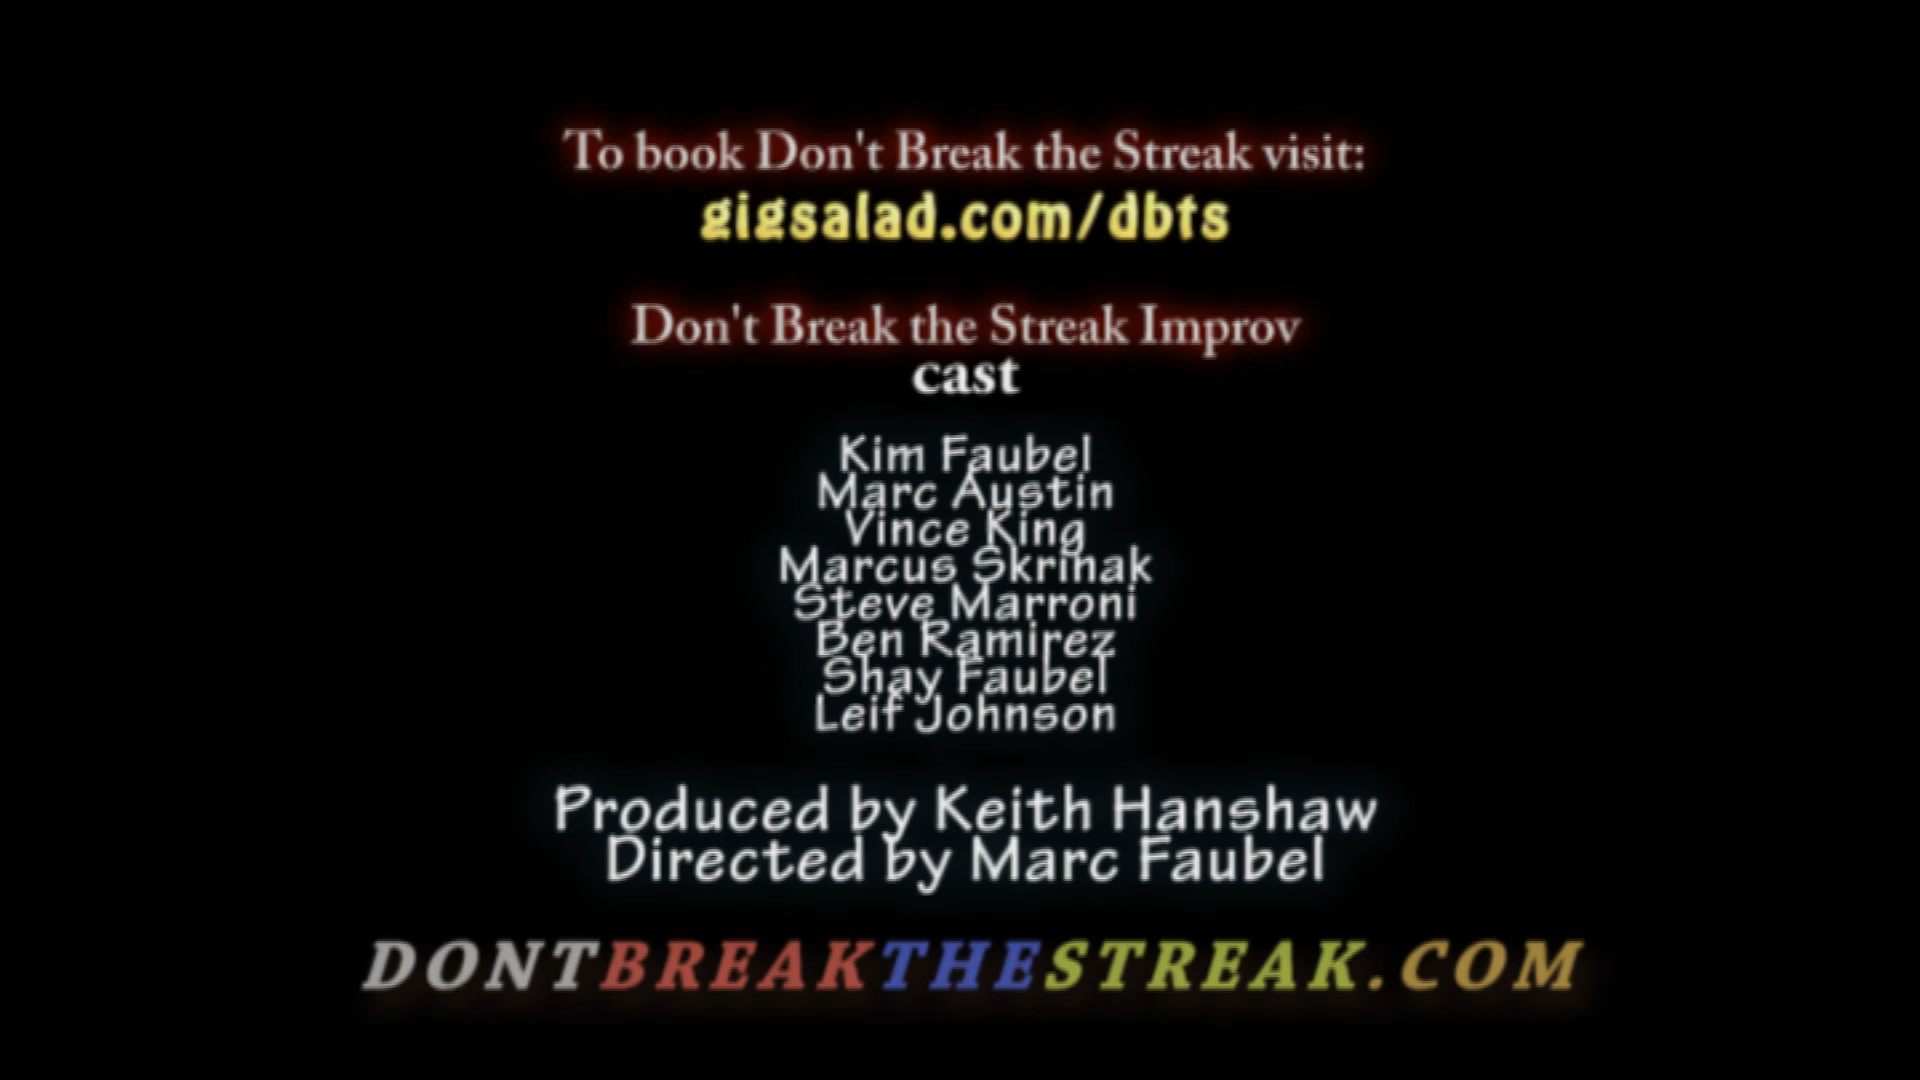 To book Don't Break the Streak visit:
gigsalad.com/dbts
Don't Break the Streak Improv
cast
Kim Faubel
Marc Austin
Vince King
Marcus Skrinak
Steve Marroni
Ben Ramirez
Shay Faubel
Leif Johnson
Produced by Keith Hanshaw
Directed by Marc Faubel
DONTBREAKTHESTREAK.COM